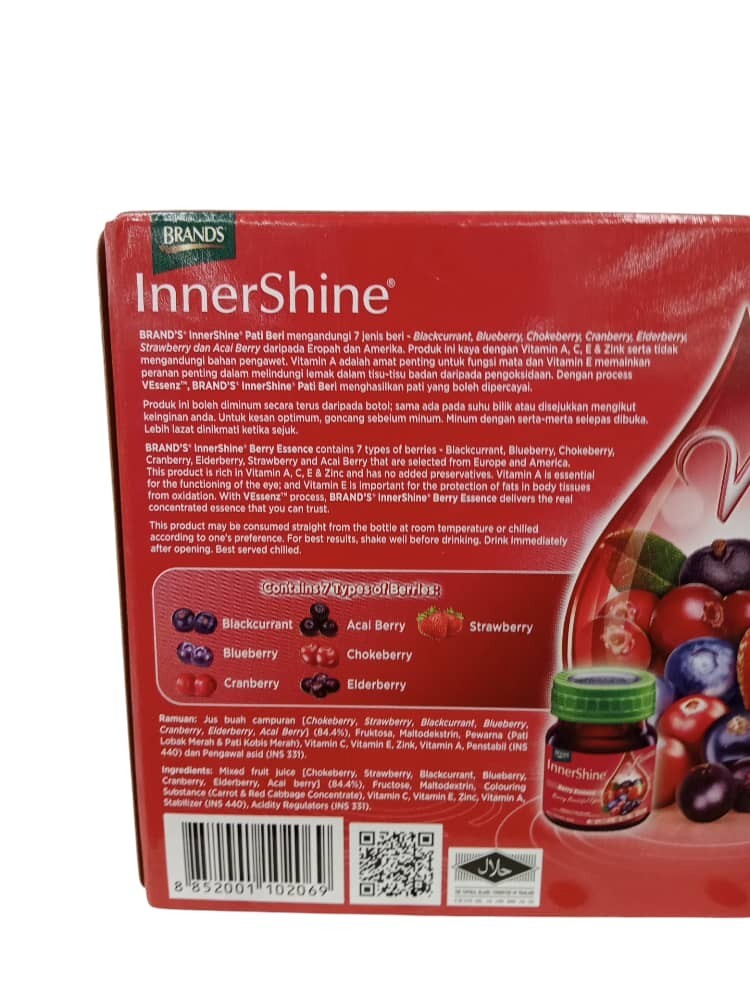 BRANDS
InnerShine®
BRAND'S® InnerShine® Pati Beri mengandungi 7 jenis beri - Blackcurrant, Blueberry, Chokeberry, Cranberry, Elderberry,
Strawberry dan Acai Berry daripada Eropah dan Amerika. Produk ini kaya dengan Vitamin A, C, E & Zink serta tidak
mengandungi bahan pengawet. Vitamin A adalah amat penting untuk fungsi mata dan Vitamin E memainkan
peranan penting dalam melindungi lemak dalam tisu-tisu badan daripada pengoksidaan. Dengan process
VEssenz™, BRAND'S® InnerShine® Pati Beri menghasilkan pati yang boleh dipercayai.
Produk ini boleh diminum secara terus daripada botol; sama ada pada suhu bilik atau disejukkan mengikut
keinginan anda. Untuk kesan optimum, goncang sebelum minum. Minum dengan serta-merta selepas dibuka.
Lebih lazat dinikmati ketika sejuk.
BRAND'S® InnerShine® Berry Essence contains 7 types of berries - Blackcurrant, Blueberry, Chokeberry,
Cranberry, Elderberry, Strawberry and Acai Berry that are selected from Europe and America.
This product is rich in Vitamin A, C, E & Zinc and has no added preservatives. Vitamin A is essential
for the functioning of the eye; and Vitamin E is important for the protection of fats in body tissues
from oxidation. With VEssenz™ process, BRAND'S® InnerShine® Berry Essence delivers the real
concentrated essence that you can trust.
This product may be consumed straight from the bottle at room temperature or chilled
according to one's preference. For best results, shake well before drinking. Drink immediately
after opening. Best served chilled.
Contains 7 Types of Berries:
Blackcurrant Acai Berry Strawberry
Blueberry Chokeberry
Cranberry Elderberry
InnerShine
Berry Essence
Ramuan: Jus buah campuran [Chokeberry, Strawberry, Blackcurrant, Blueberry,
Cranberry, Elderberry, Acai Berry] (84.4%), Fruktosa, Maltodekstrin, Pewarna (Pati
Lobak Merah & Pati Kobis Merah), Vitamin C, Vitamin E, Zink, Vitamin A, Penstabil (INS
440) dan Pengawal asid (INS 331).
Ingredients: Mixed fruit juice [Chokeberry, Strawberry, Blackcurrant, Blueberry,
Cranberry, Elderberry, Acai berry] (84.4%), Fructose, Maltodextrin, Colouring
Substance (Carrot & Red Cabbage Concentrate), Vitamin C, Vitamin E, Zinc, Vitamin A,
Stabilizer (INS 440), Acidity Regulators (INS 331).
8 852001 102069
حلال